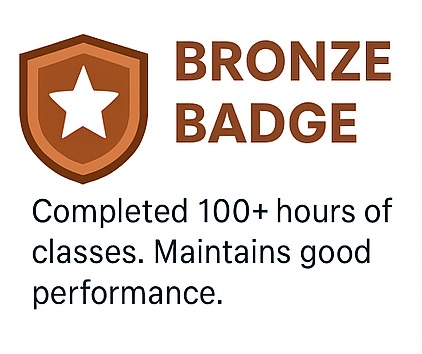 BRONZE
BADGE
Completed 100+ hours of
classes. Maintains good
performance.